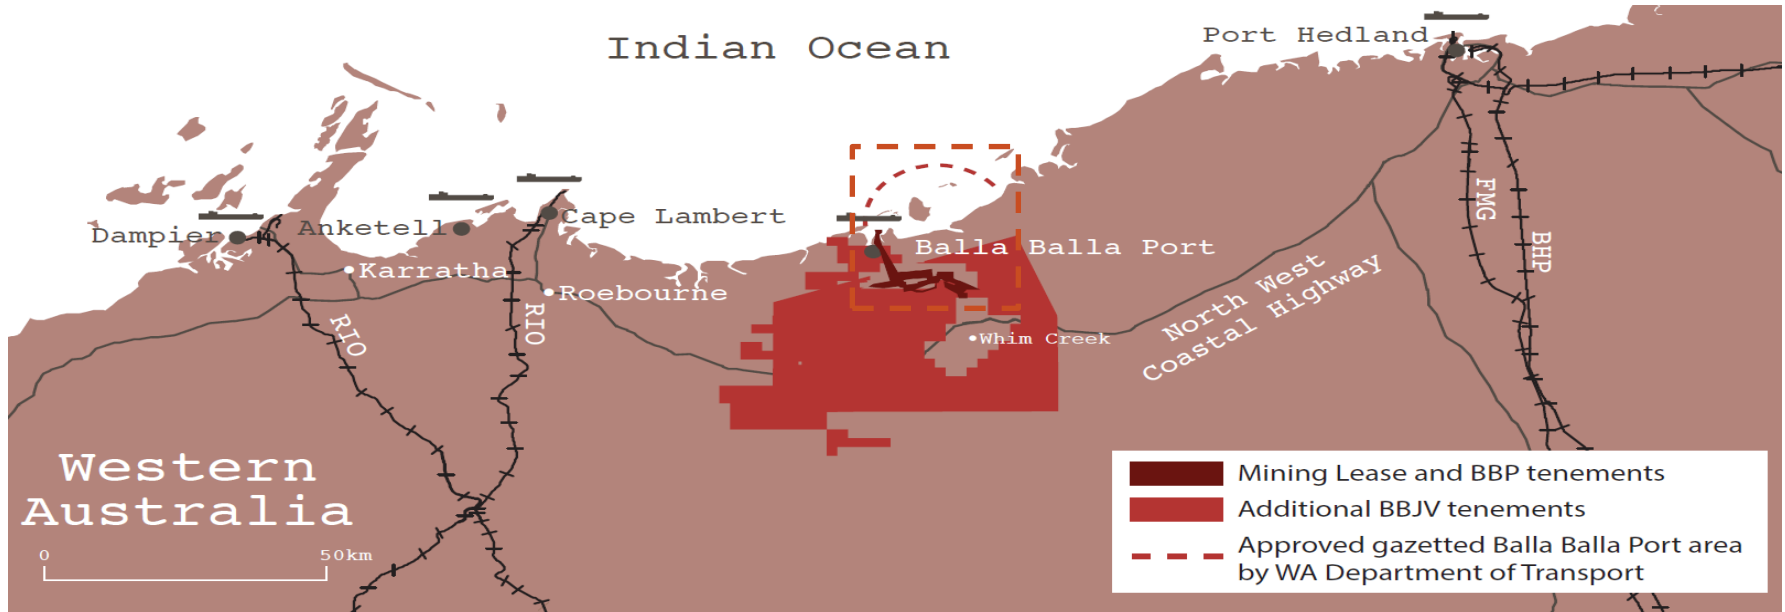 Indian Ocean
Port Hedland
Cape Lambert
Anketell
Dampier
Balla Balla Port
Karratha
Roebourne
Whim Creek
North West
Coastal Highway
RIO
RIO
FMG
BHP
Western
Australia
0 50km
Mining Lease and BBP tenements
Additional BBJV tenements
Approved gazetted Balla Balla Port area
by WA Department of Transport